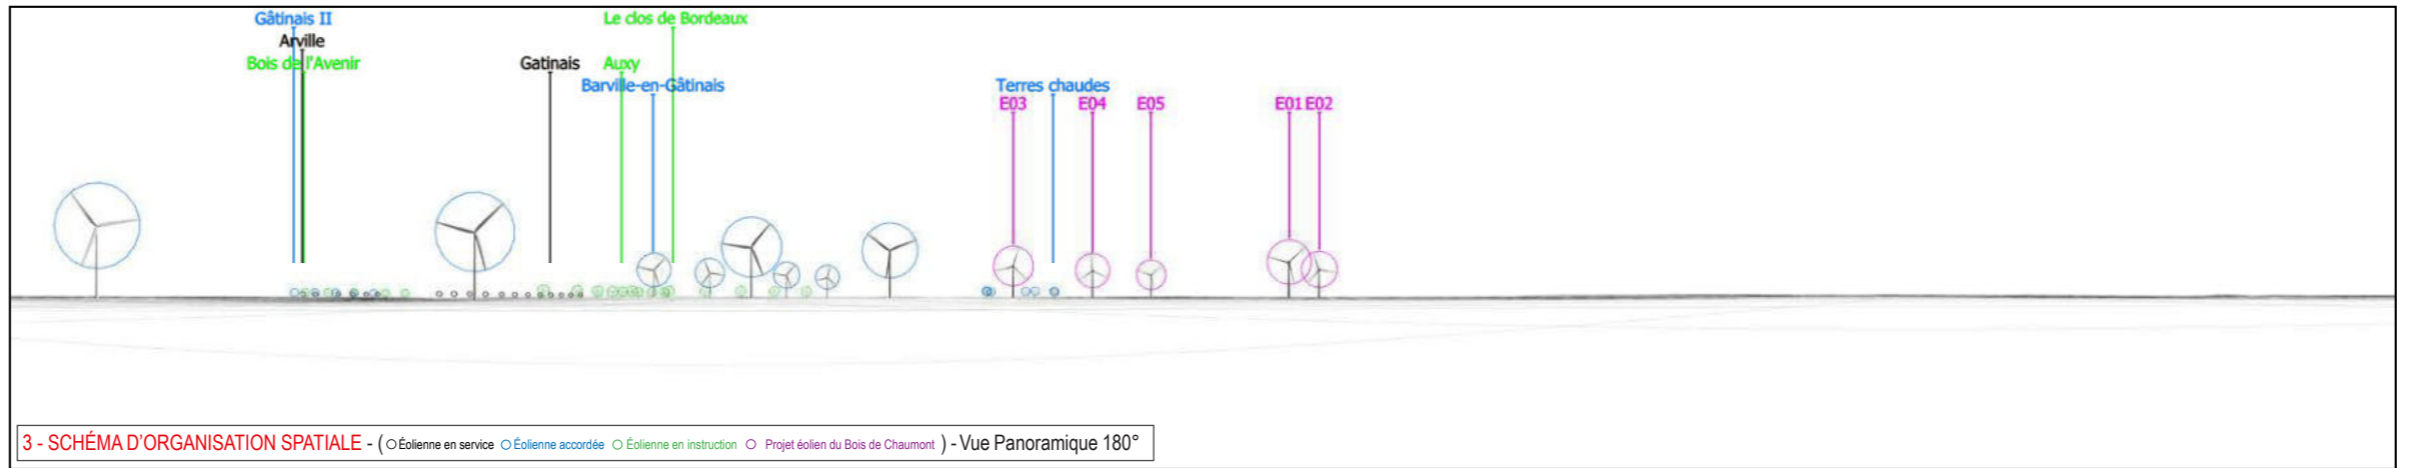 Gâtinais II
Le clos de Bordeaux
Arville
Bois de l'Avenir
Gatinais
Auxy
Barville-en-Gâtinais
Terres chaudes
E03
E04
E05
E01
E02
3 - SCHÉMA D'ORGANISATION SPATIALE - ( Éolienne en service Éolienne accordée Éolienne en instruction Projet éolien du Bois de Chaumont ) - Vue Panoramique 180°